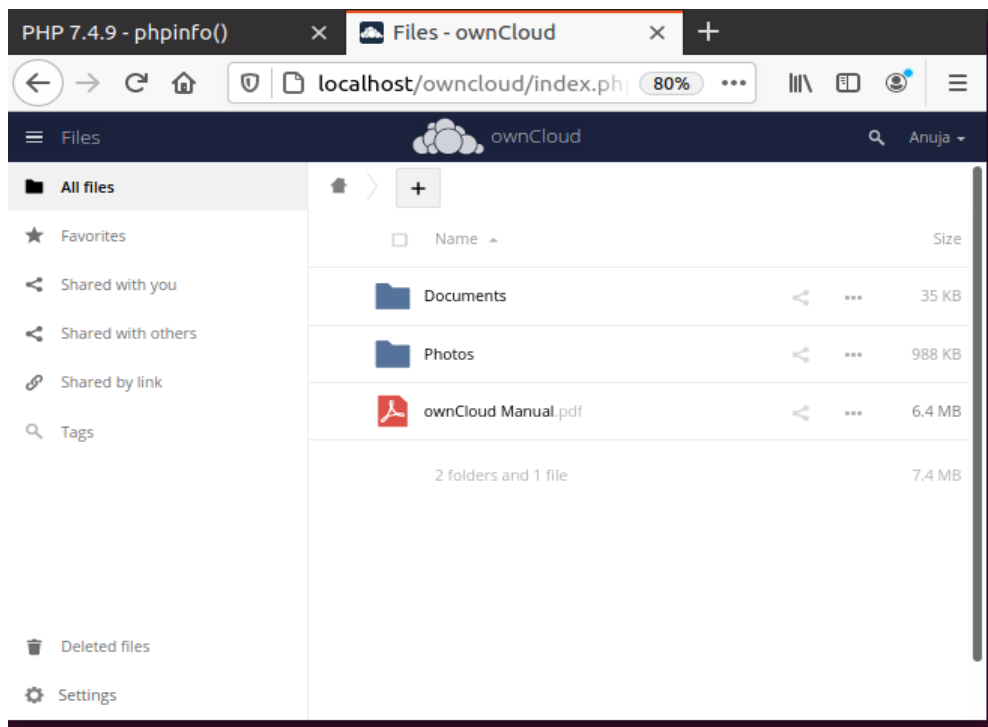 PHP 7.4.9 - phpinfo() Files - ownCloud
localhost/owncloud/index.ph 80%
Files ownCloud Anuja
All files
Favorites
Shared with you
Shared with others
Shared by link
Tags
Deleted files
Settings
Name Size
Documents 35 KB
Photos 988 KB
ownCloud Manual.pdf 6.4 MB
2 folders and 1 file 7.4 MB